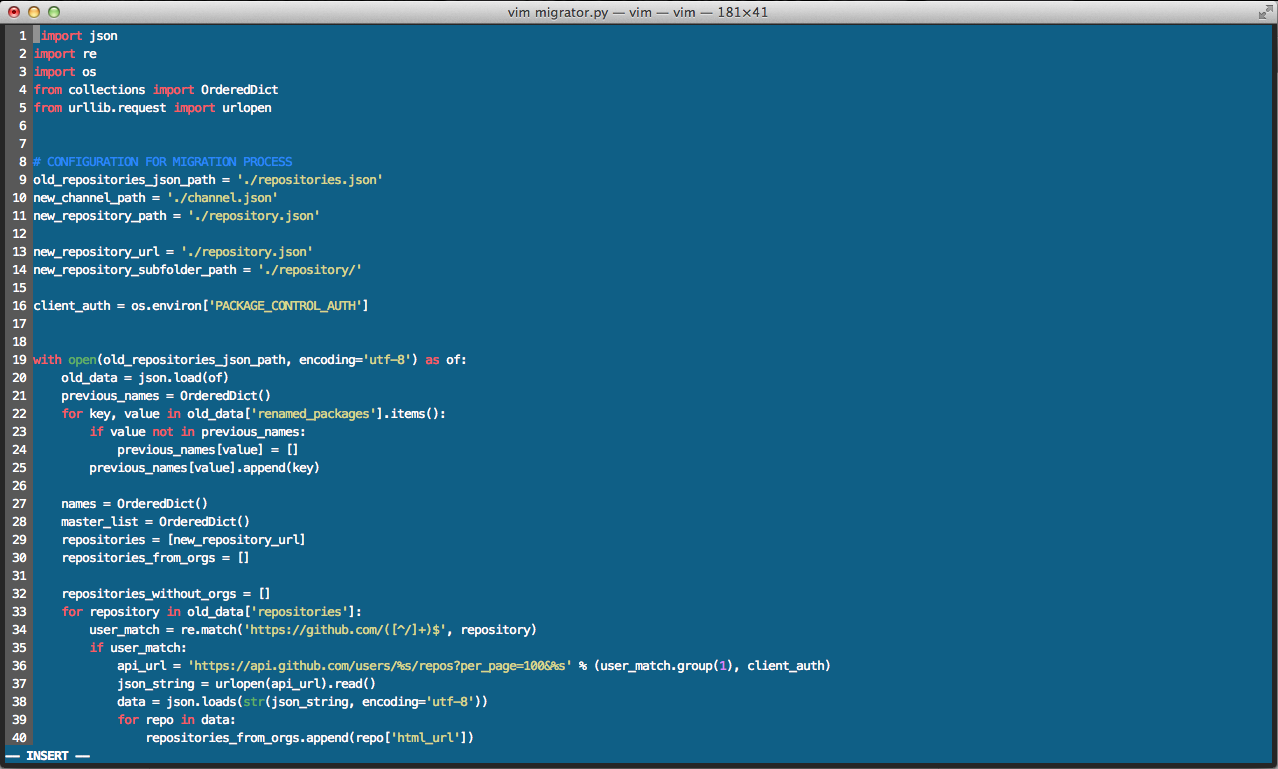 vim migrator.py — vim — vim — 181×41
1 import json
2 import re
3 import os
4 from collections import OrderedDict
5 from urllib.request import urlopen
6
7
8 # CONFIGURATION FOR MIGRATION PROCESS
9 old_repositories_json_path = './repositories.json'
10 new_channel_path = './channel.json'
11 new_repository_path = './repository.json'
12
13 new_repository_url = './repository.json'
14 new_repository_subfolder_path = './repository/'
15
16 client_auth = os.environ['PACKAGE_CONTROL_AUTH']
17
18
19 with open(old_repositories_json_path, encoding='utf-8') as of:
20     old_data = json.load(of)
21     previous_names = OrderedDict()
22     for key, value in old_data['renamed_packages'].items():
23         if value not in previous_names:
24             previous_names[value] = []
25         previous_names[value].append(key)
26
27     names = OrderedDict()
28     master_list = OrderedDict()
29     repositories = [new_repository_url]
30     repositories_from_orgs = []
31
32     repositories_without_orgs = []
33     for repository in old_data['repositories']:
34         user_match = re.match('https://github.com/([^/]+)$', repository)
35         if user_match:
36             api_url = 'https://api.github.com/users/%s/repos?per_page=100&%s' % (user_match.group(1), client_auth)
37             json_string = urlopen(api_url).read()
38             data = json.loads(str(json_string, encoding='utf-8'))
39             for repo in data:
40                 repositories_from_orgs.append(repo['html_url'])
-- INSERT --